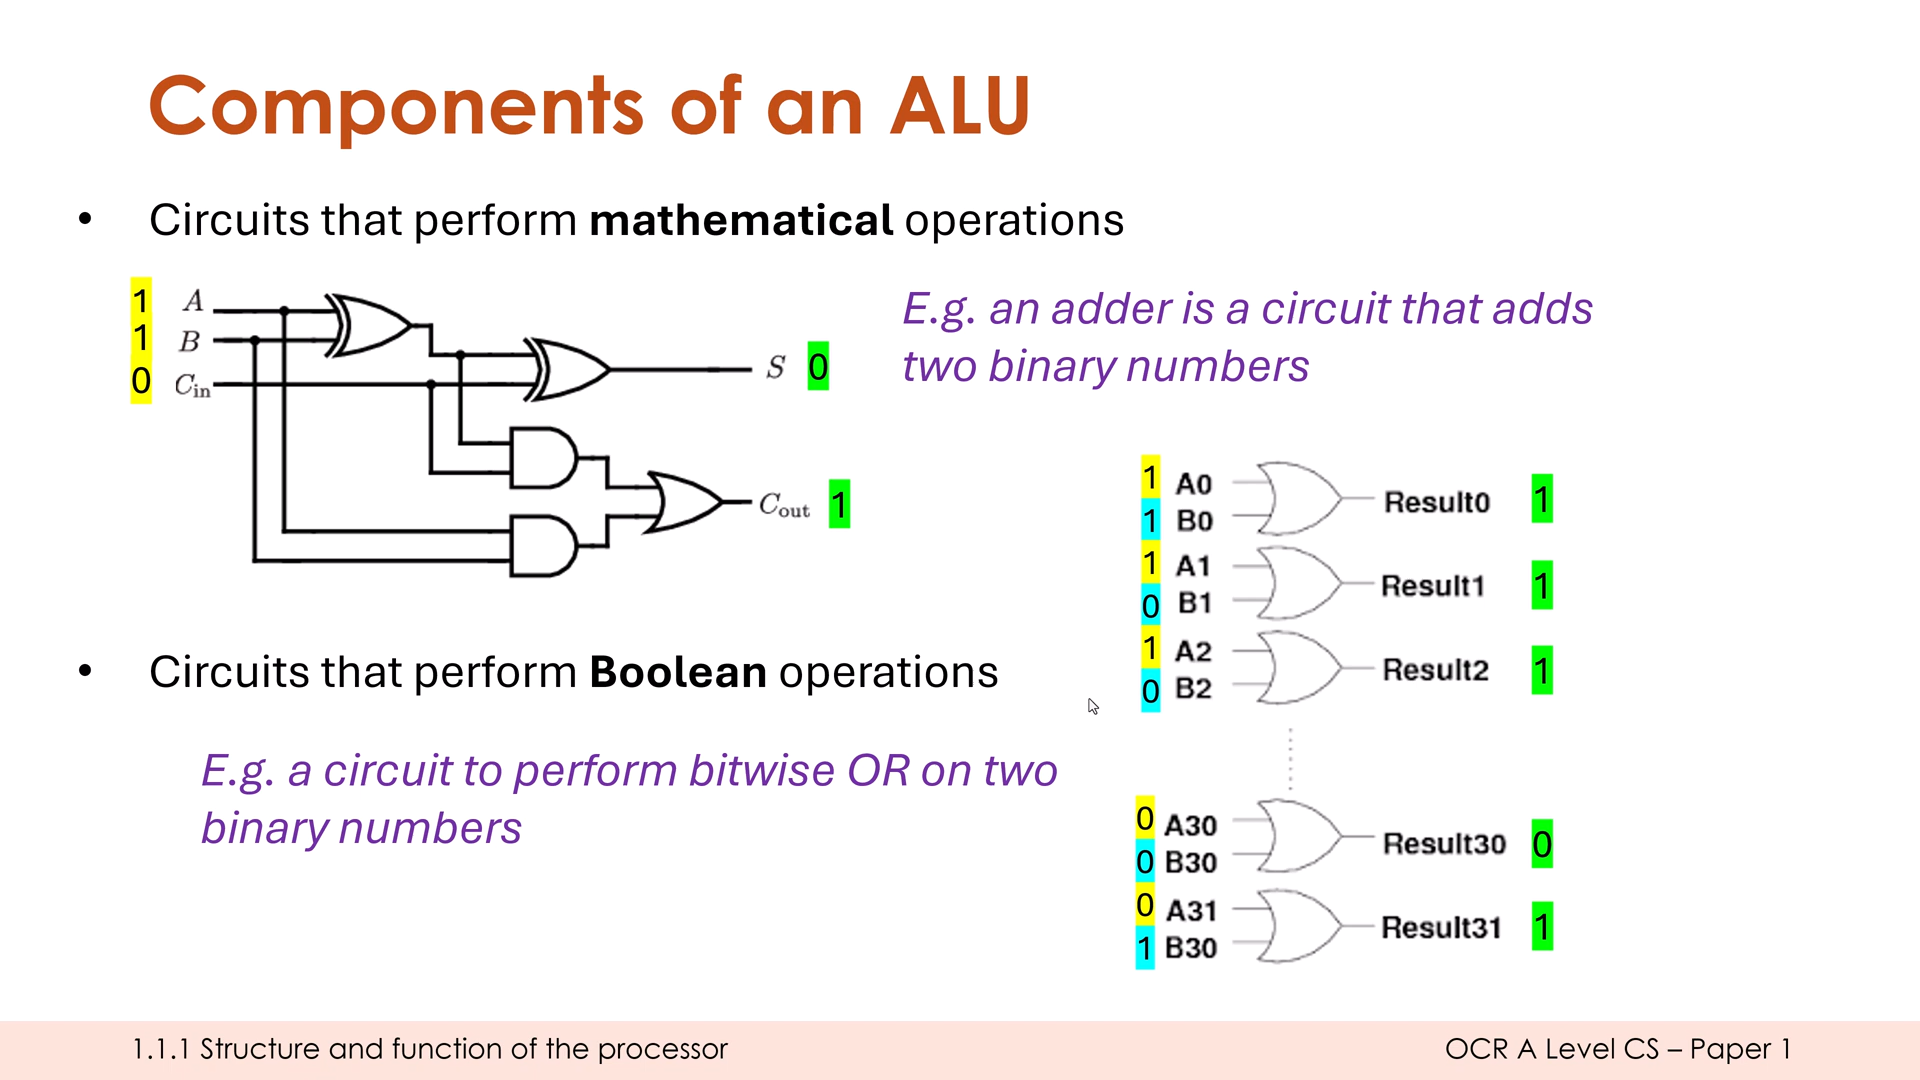 Components of an ALU
• Circuits that perform mathematical operations
1 A
1 B
0 Cin
S 0
Cout 1
E.g. an adder is a circuit that adds
two binary numbers
1 A0
1 B0
Result0 1
1 A1
0 B1
Result1 1
1 A2
0 B2
Result2 1
0 A30
0 B30
Result30 0
0 A31
1 B30
Result31 1
• Circuits that perform Boolean operations
E.g. a circuit to perform bitwise OR on two
binary numbers
1.1.1 Structure and function of the processor
OCR A Level CS – Paper 1